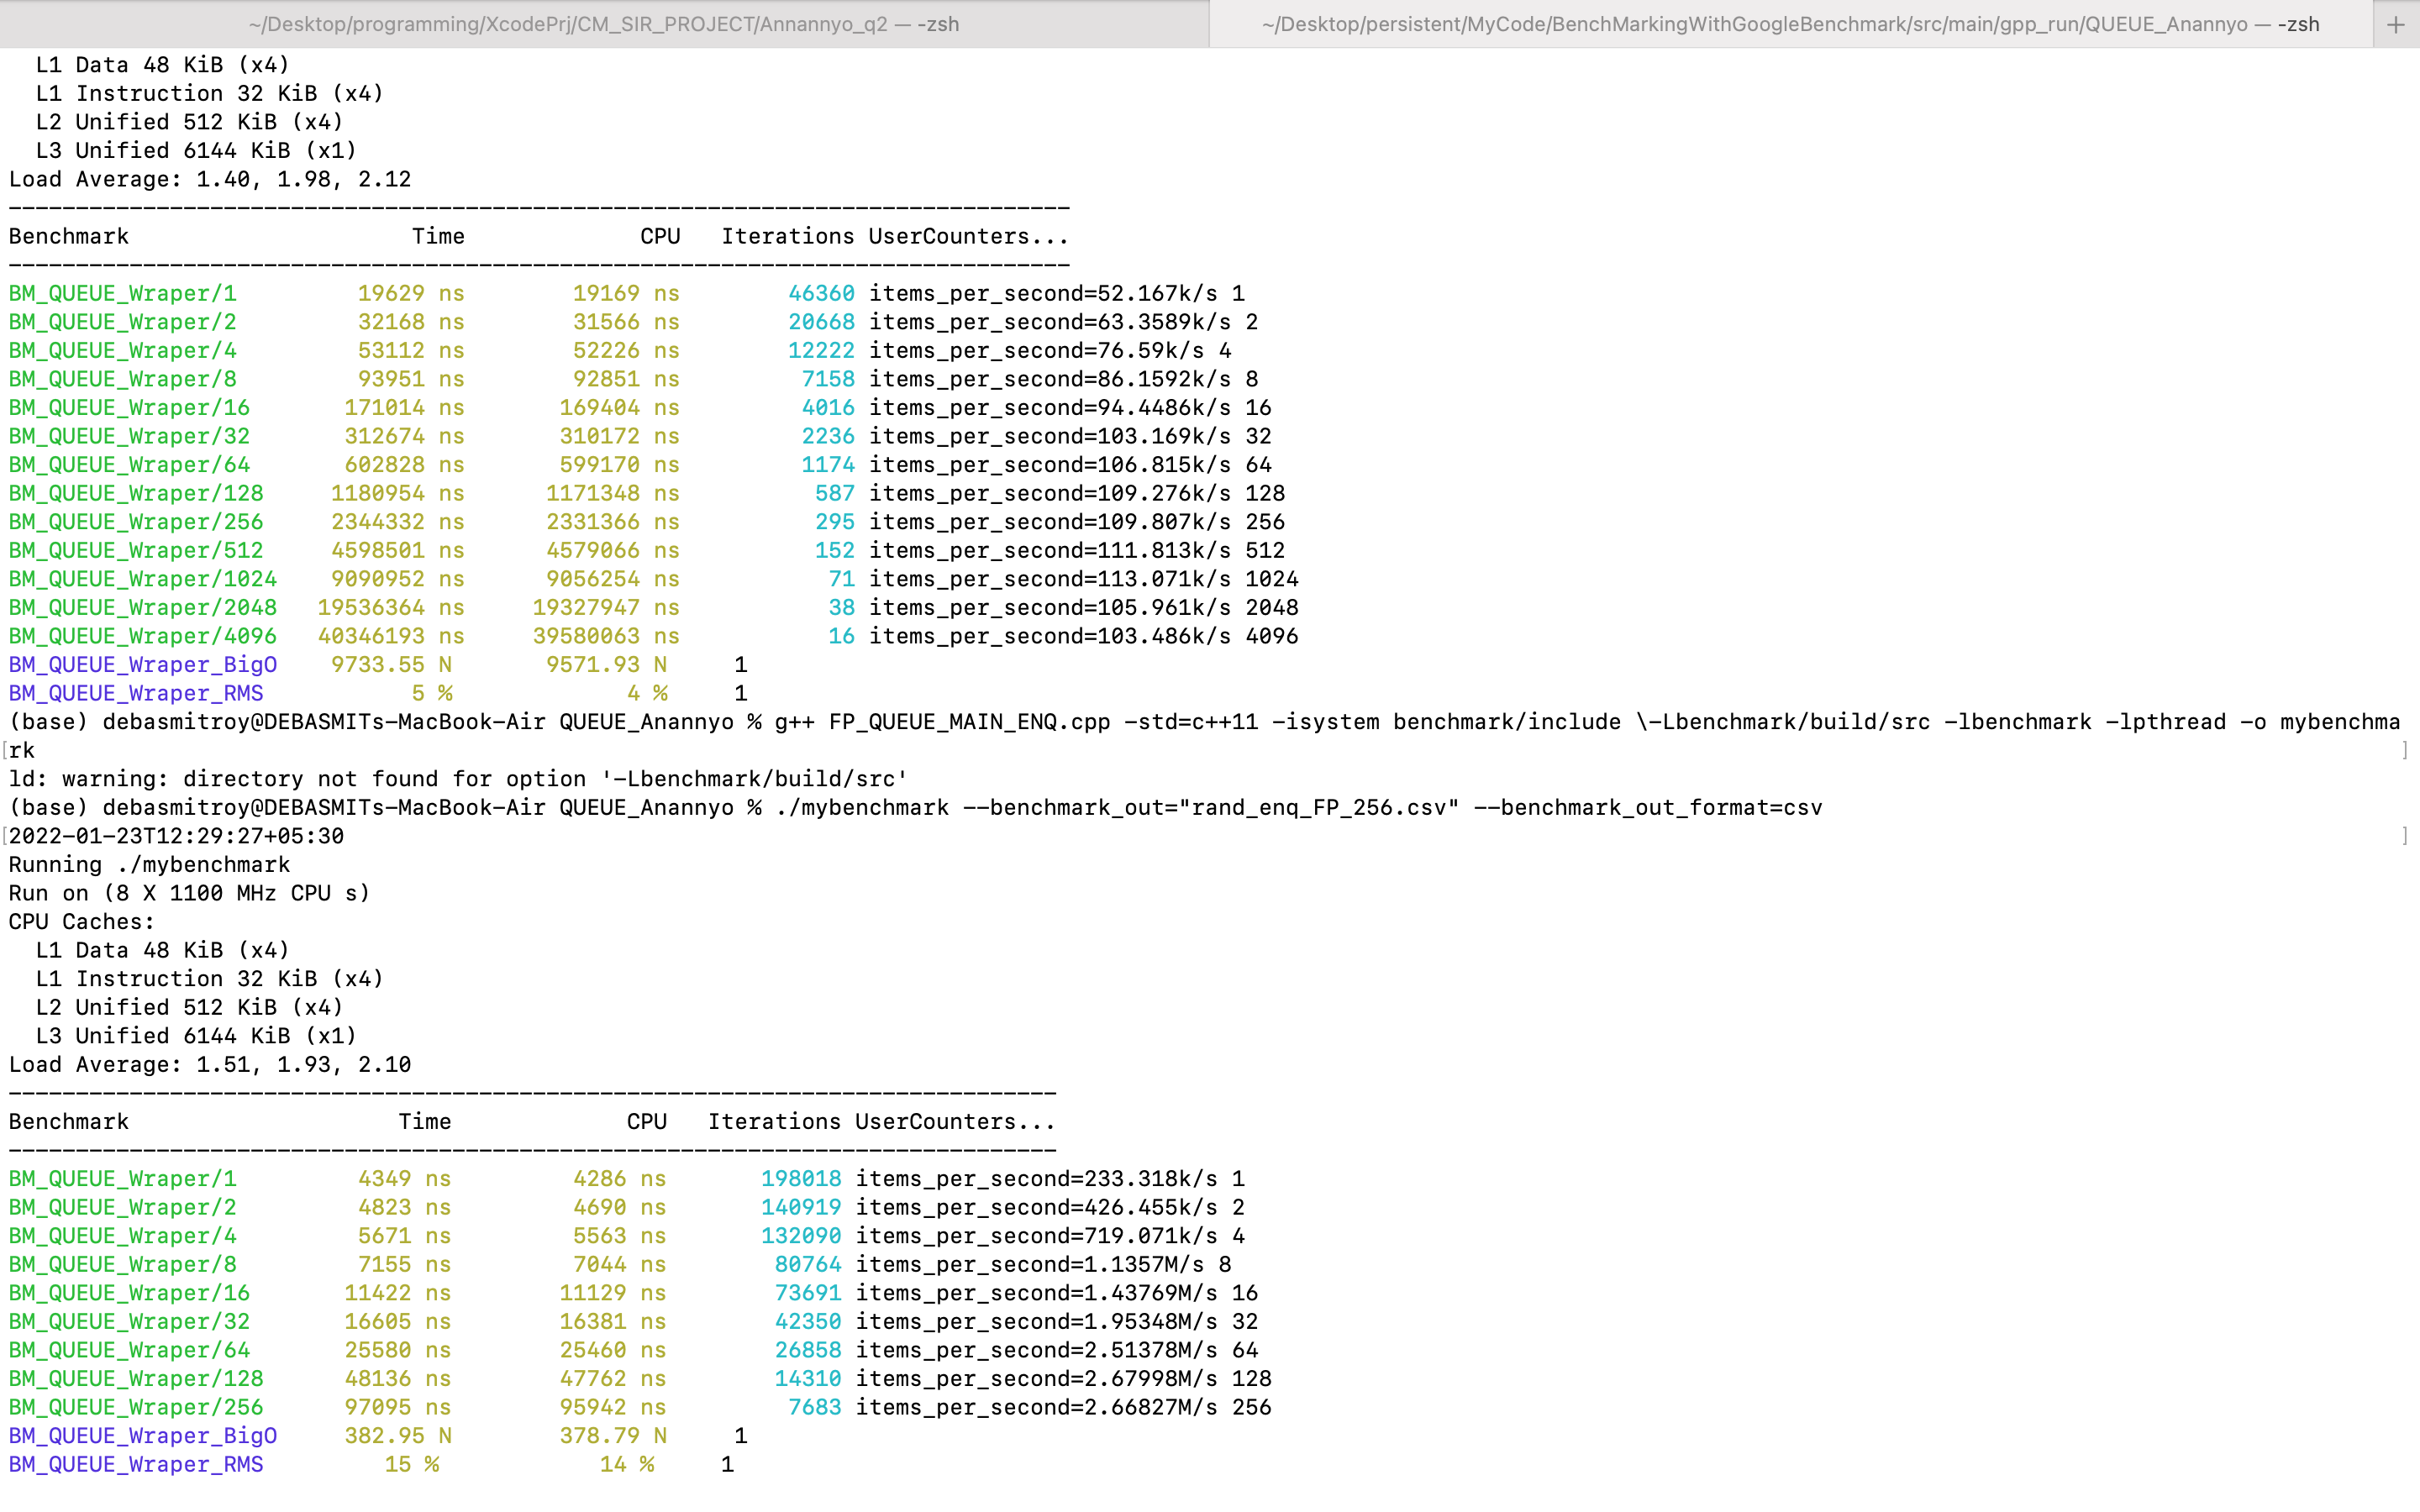 ~/Desktop/programming/XcodePrj/CM_SIR_PROJECT/Annannyo_q2 — -zsh
~/Desktop/persistent/MyCode/BenchMarkingWithGoogleBenchmark/src/main/gpp_run/QUEUE_Anannyo — -zsh +
  L1 Data 48 KiB (x4)
  L1 Instruction 32 KiB (x4)
  L2 Unified 512 KiB (x4)
  L3 Unified 6144 KiB (x1)
Load Average: 1.40, 1.98, 2.12
-------------------------------------------------------------------------------
Benchmark                     Time             CPU   Iterations UserCounters...
-------------------------------------------------------------------------------
BM_QUEUE_Wraper/1         19629 ns        19169 ns        46360 items_per_second=52.167k/s 1
BM_QUEUE_Wraper/2         32168 ns        31566 ns        20668 items_per_second=63.3589k/s 2
BM_QUEUE_Wraper/4         53112 ns        52226 ns        12222 items_per_second=76.59k/s 4
BM_QUEUE_Wraper/8         93951 ns        92851 ns         7158 items_per_second=86.1592k/s 8
BM_QUEUE_Wraper/16       171014 ns       169404 ns         4016 items_per_second=94.4486k/s 16
BM_QUEUE_Wraper/32       312674 ns       310172 ns         2236 items_per_second=103.169k/s 32
BM_QUEUE_Wraper/64       602828 ns       599170 ns         1174 items_per_second=106.815k/s 64
BM_QUEUE_Wraper/128     1180954 ns      1171348 ns          587 items_per_second=109.276k/s 128
BM_QUEUE_Wraper/256     2344332 ns      2331366 ns          295 items_per_second=109.807k/s 256
BM_QUEUE_Wraper/512     4598501 ns      4579066 ns          152 items_per_second=111.813k/s 512
BM_QUEUE_Wraper/1024    9090952 ns      9056254 ns           71 items_per_second=113.071k/s 1024
BM_QUEUE_Wraper/2048   19536364 ns     19327947 ns           38 items_per_second=105.961k/s 2048
BM_QUEUE_Wraper/4096   40346193 ns     39580063 ns           16 items_per_second=103.486k/s 4096
BM_QUEUE_Wraper_BigO    9733.55 N       9571.93 N     1
BM_QUEUE_Wraper_RMS           5 %             4 %     1
(base) debasmitroy@DEBASMITs-MacBook-Air QUEUE_Anannyo % g++ FP_QUEUE_MAIN_ENQ.cpp -std=c++11 -isystem benchmark/include \-Lbenchmark/build/src -lbenchmark -lpthread -o mybenchma
[rk ]
ld: warning: directory not found for option '-Lbenchmark/build/src'
(base) debasmitroy@DEBASMITs-MacBook-Air QUEUE_Anannyo % ./mybenchmark --benchmark_out="rand_enq_FP_256.csv" --benchmark_out_format=csv
[2022-01-23T12:29:27+05:30 ]
Running ./mybenchmark
Run on (8 X 1100 MHz CPU s)
CPU Caches:
  L1 Data 48 KiB (x4)
  L1 Instruction 32 KiB (x4)
  L2 Unified 512 KiB (x4)
  L3 Unified 6144 KiB (x1)
Load Average: 1.51, 1.93, 2.10
------------------------------------------------------------------------------
Benchmark                    Time             CPU   Iterations UserCounters...
------------------------------------------------------------------------------
BM_QUEUE_Wraper/1         4349 ns         4286 ns       198018 items_per_second=233.318k/s 1
BM_QUEUE_Wraper/2         4823 ns         4690 ns       140919 items_per_second=426.455k/s 2
BM_QUEUE_Wraper/4         5671 ns         5563 ns       132090 items_per_second=719.071k/s 4
BM_QUEUE_Wraper/8         7155 ns         7044 ns        80764 items_per_second=1.1357M/s 8
BM_QUEUE_Wraper/16       11422 ns        11129 ns        73691 items_per_second=1.43769M/s 16
BM_QUEUE_Wraper/32       16605 ns        16381 ns        42350 items_per_second=1.95348M/s 32
BM_QUEUE_Wraper/64       25580 ns        25460 ns        26858 items_per_second=2.51378M/s 64
BM_QUEUE_Wraper/128      48136 ns        47762 ns        14310 items_per_second=2.67998M/s 128
BM_QUEUE_Wraper/256      97095 ns        95942 ns         7683 items_per_second=2.66827M/s 256
BM_QUEUE_Wraper_BigO     382.95 N        378.79 N     1
BM_QUEUE_Wraper_RMS         15 %            14 %     1